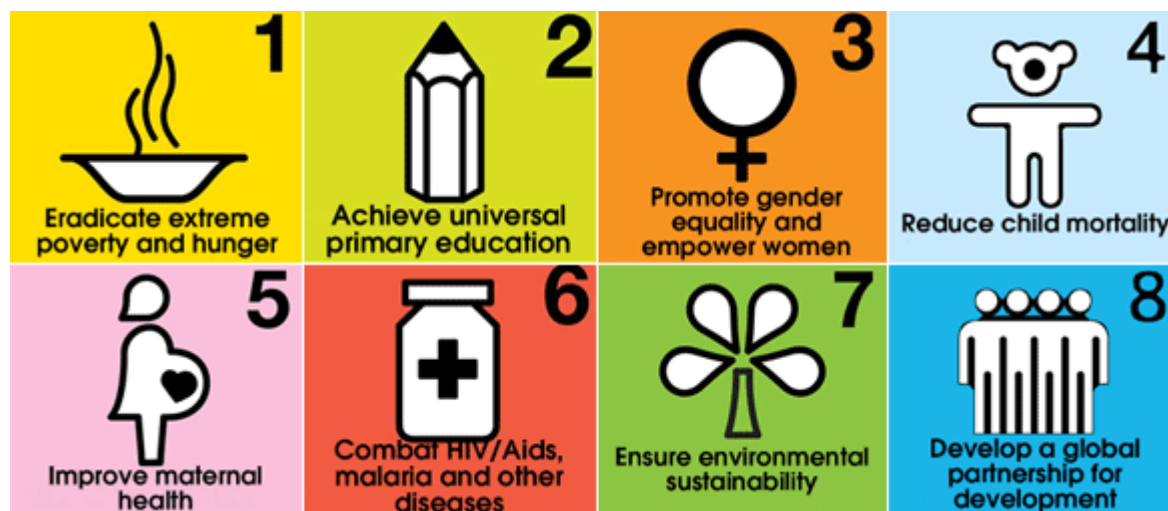 1
Eradicate extreme
poverty and hunger
2
Achieve universal
primary education
3
Promote gender
equality and
empower women
4
Reduce child mortality
5
Improve maternal
health
6
Combat HIV/Aids,
malaria and other
diseases
7
Ensure environmental
sustainability
8
Develop a global
partnership for
development